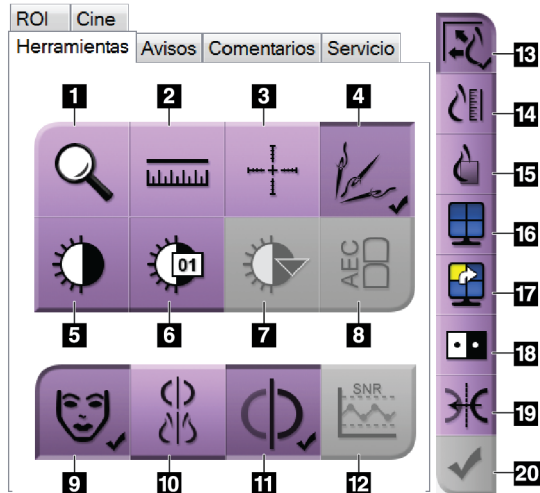 ROI Cine
Herramientas Avisos Comentarios Servicio
1 2 3 4
01
AEC
5 6 7 8
SNR
9 10 11 12
13
14
15
16
17
18
19
20